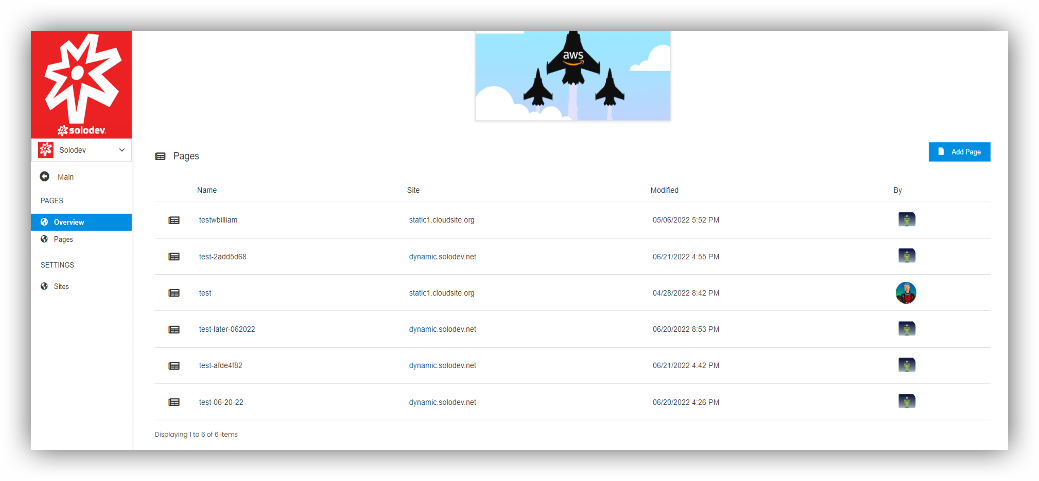 aws
solodev
Solodev
Main
PAGES
Overview
Pages
SETTINGS
Sites
Pages
Add Page
Name Site Modified By
testwbilliam static1.cloudsite.org 05/06/2022 5:52 PM
test-2add5d68 dynamic.solodev.net 06/21/2022 4:55 PM
test static1.cloudsite.org 04/28/2022 8:42 PM
test-later-062022 dynamic.solodev.net 06/20/2022 8:53 PM
test-afde4f82 dynamic.solodev.net 06/21/2022 4:42 PM
test-06-20-22 dynamic.solodev.net 06/20/2022 4:26 PM
Displaying 1 to 6 of 6 items